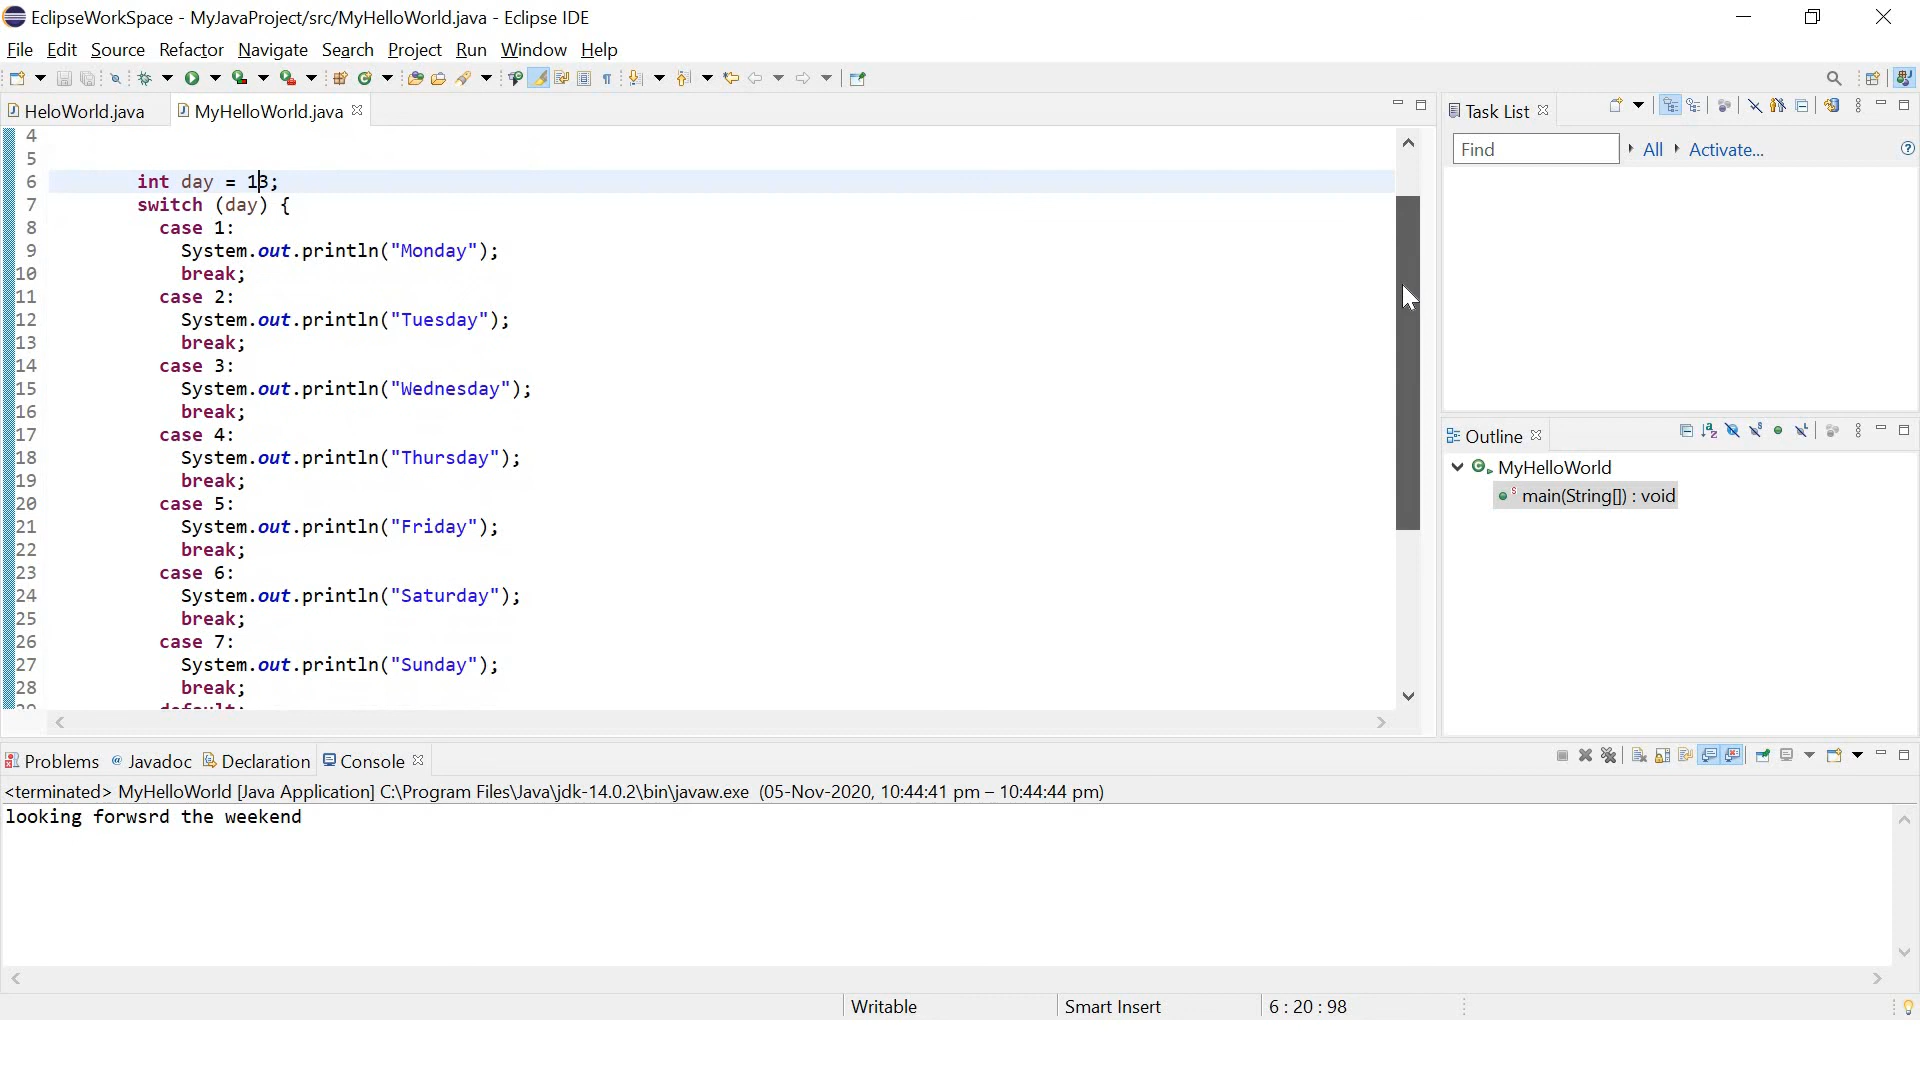 EclipseWorkSpace - MyJavaProject/src/MyHelloWorld.java - Eclipse IDE
File Edit Source Refactor Navigate Search Project Run Window Help
HeloWorld.java MyHelloWorld.java
4
5
6 int day = 13;
7 switch (day) {
8 case 1:
9 System.out.println("Monday");
10 break;
11 case 2:
12 System.out.println("Tuesday");
13 break;
14 case 3:
15 System.out.println("Wednesday");
16 break;
17 case 4:
18 System.out.println("Thursday");
19 break;
20 case 5:
21 System.out.println("Friday");
22 break;
23 case 6:
24 System.out.println("Saturday");
25 break;
26 case 7:
27 System.out.println("Sunday");
28 break;
29 default:
Task List
Find All Activate...
Outline
MyHelloWorld
main(String[]) : void
Problems @ Javadoc Declaration Console
<terminated> MyHelloWorld [Java Application] C:\Program Files\Java\jdk-14.0.2\bin\javaw.exe (05-Nov-2020, 10:44:41 pm – 10:44:44 pm)
looking forwsrd the weekend
Writable Smart Insert 6 : 20 : 98